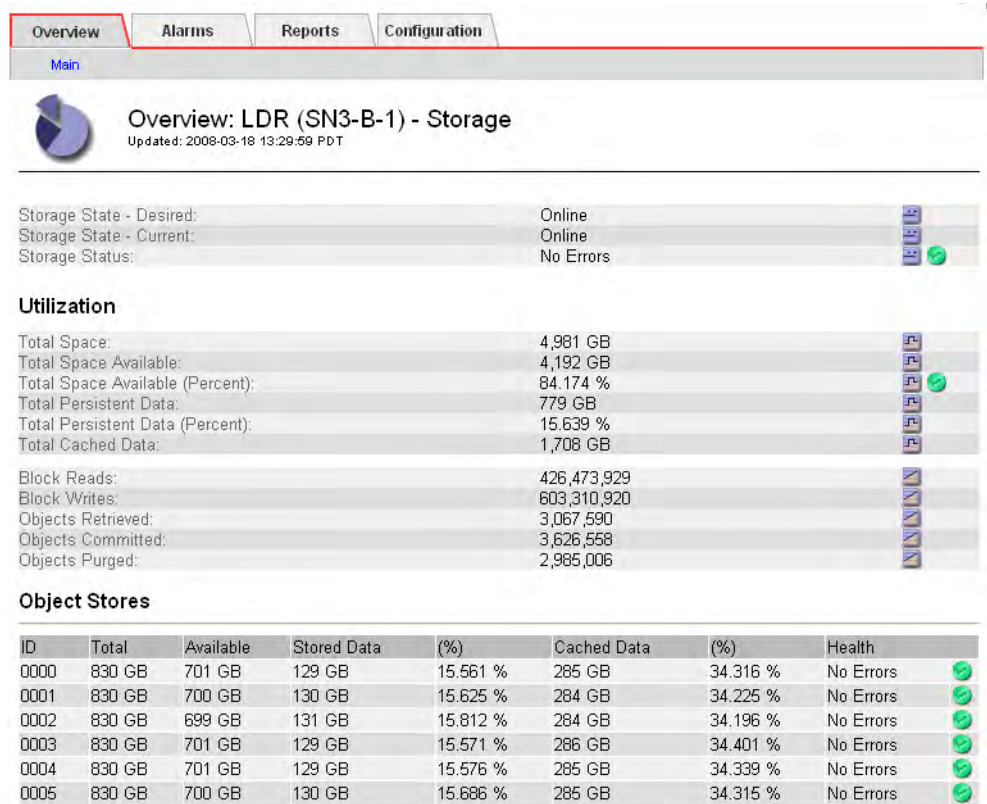 Overview Alarms Reports Configuration
Main
Overview: LDR (SN3-B-1) - Storage
Updated: 2008-03-18 13:29:59 PDT
Storage State - Desired: Online
Storage State - Current: Online
Storage Status: No Errors
Utilization
Total Space: 4,981 GB
Total Space Available: 4,192 GB
Total Space Available (Percent): 84.174 %
Total Persistent Data: 779 GB
Total Persistent Data (Percent): 15.639 %
Total Cached Data: 1,708 GB
Block Reads: 426,473,929
Block Writes: 603,310,920
Objects Retrieved: 3,067,590
Objects Committed: 3,626,558
Objects Purged: 2,985,006
Object Stores
ID Total Available Stored Data (%) Cached Data (%) Health
0000 830 GB 701 GB 129 GB 15.561 % 285 GB 34.316 % No Errors
0001 830 GB 700 GB 130 GB 15.625 % 284 GB 34.225 % No Errors
0002 830 GB 699 GB 131 GB 15.812 % 284 GB 34.196 % No Errors
0003 830 GB 701 GB 129 GB 15.571 % 286 GB 34.401 % No Errors
0004 830 GB 701 GB 129 GB 15.576 % 285 GB 34.339 % No Errors
0005 830 GB 700 GB 130 GB 15.686 % 285 GB 34.315 % No Errors